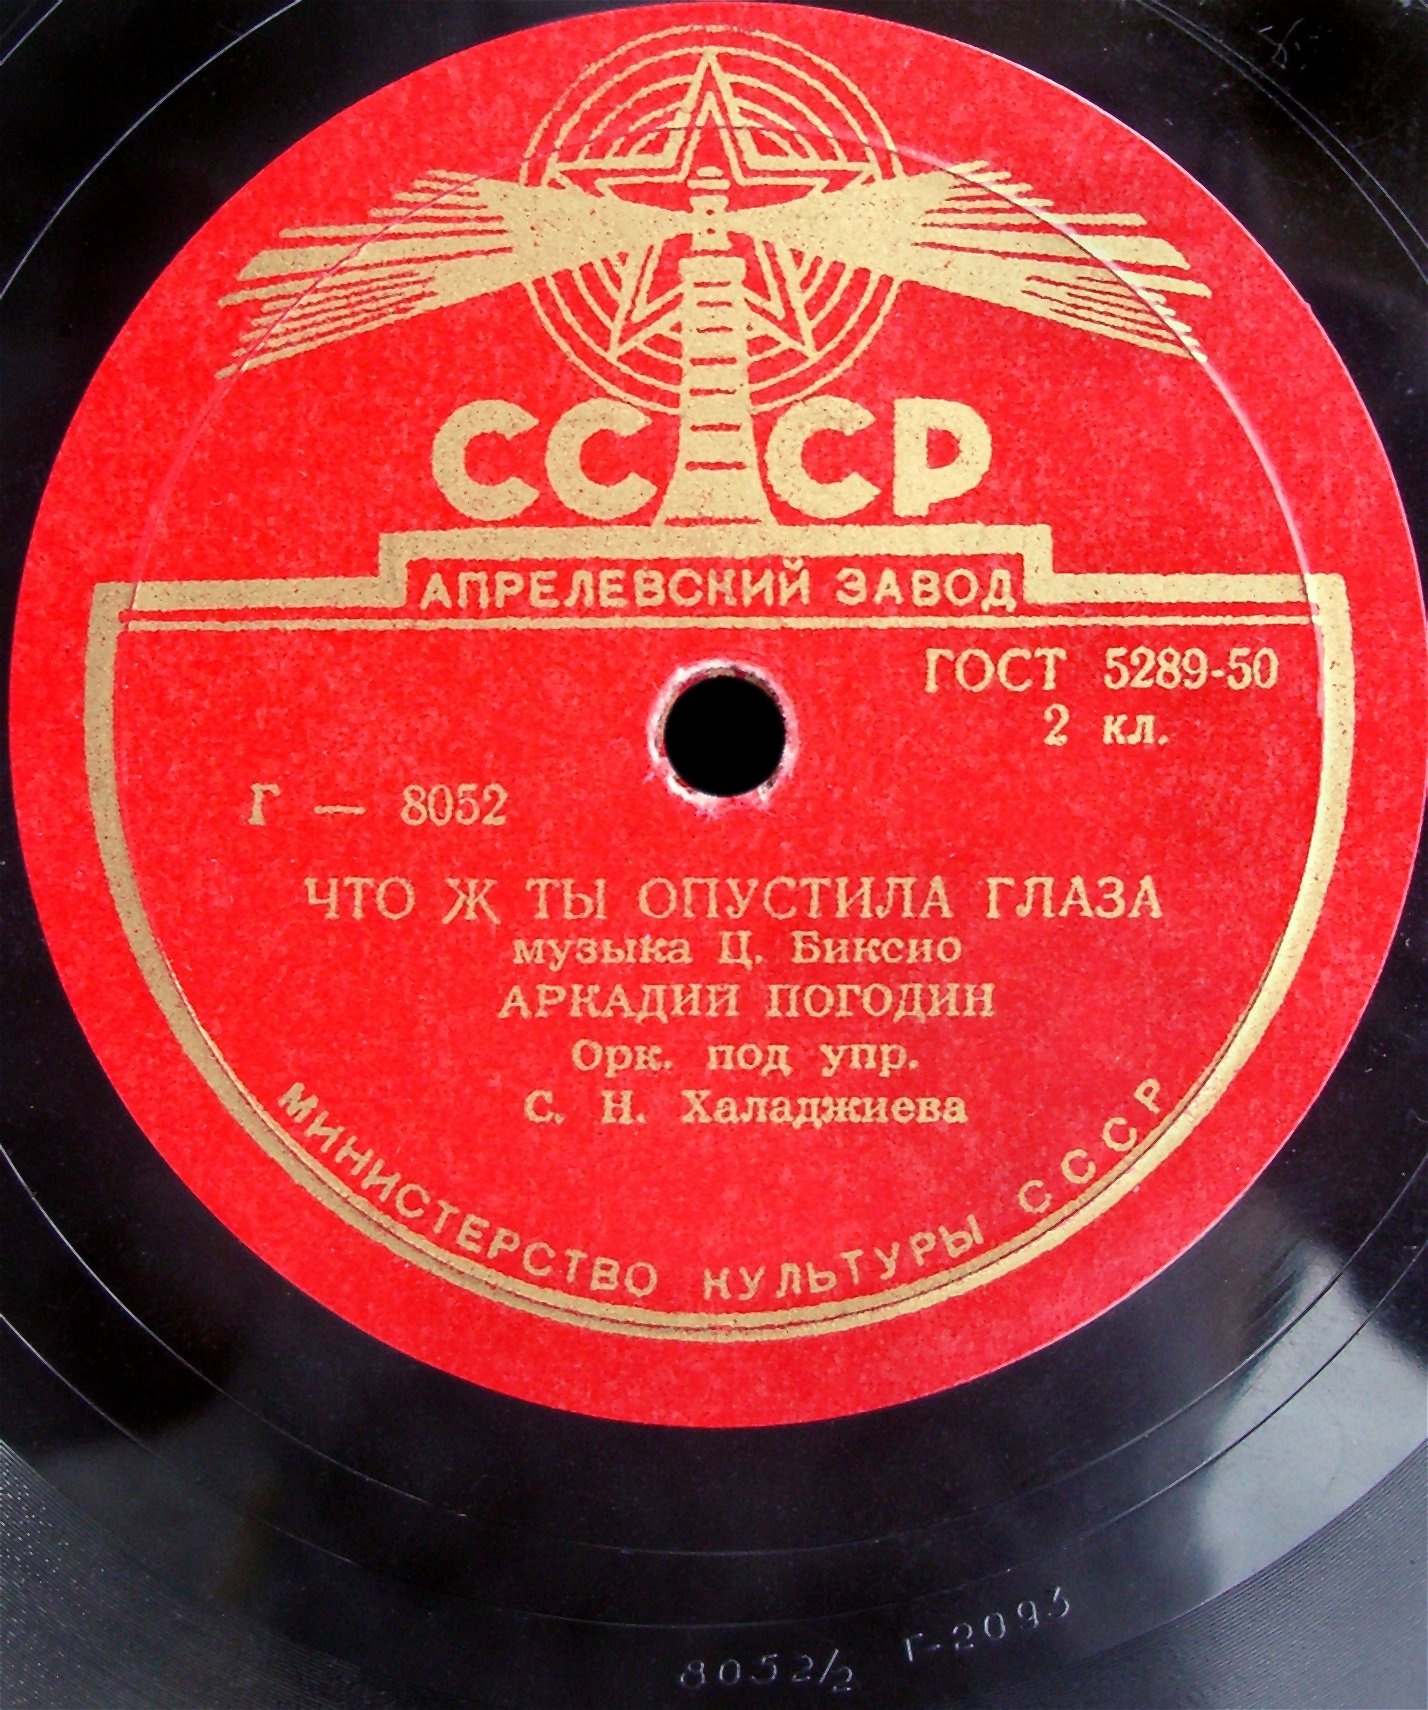 СССР
АПРЕЛЕВСКИЙ ЗАВОД
ГОСТ 5289-50
2 кл.
Г — 8052
ЧТО Ж ТЫ ОПУСТИЛА ГЛАЗА
музыка Ц. Биксио
АРКАДИЙ ПОГОДИН
Орк. под упр.
С. Н. Халаджиева
МИНИСТЕРСТВО КУЛЬТУРЫ СССР
8052/2 Г-2093